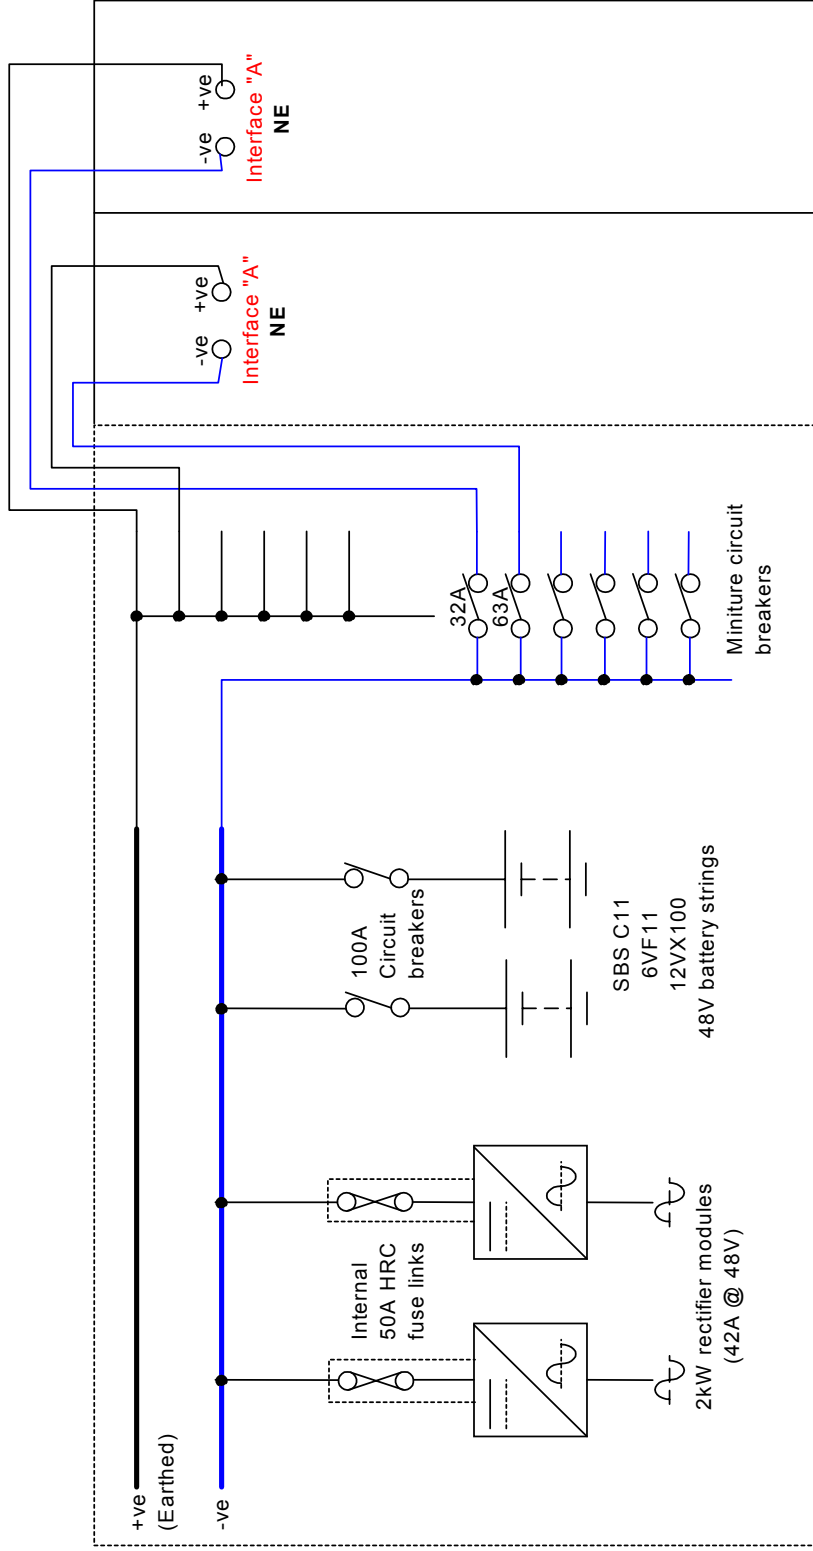 +ve
(Earthed)
-ve
Internal
50A HRC
fuse links
2kW rectifier modules
(42A @ 48V)
100A
Circuit
breakers
SBS C11
6VF11
12VX100
48V battery strings
32A
63A
Miniture circuit
breakers
-ve
+ve
Interface "A"
NE
-ve
+ve
Interface "A"
NE